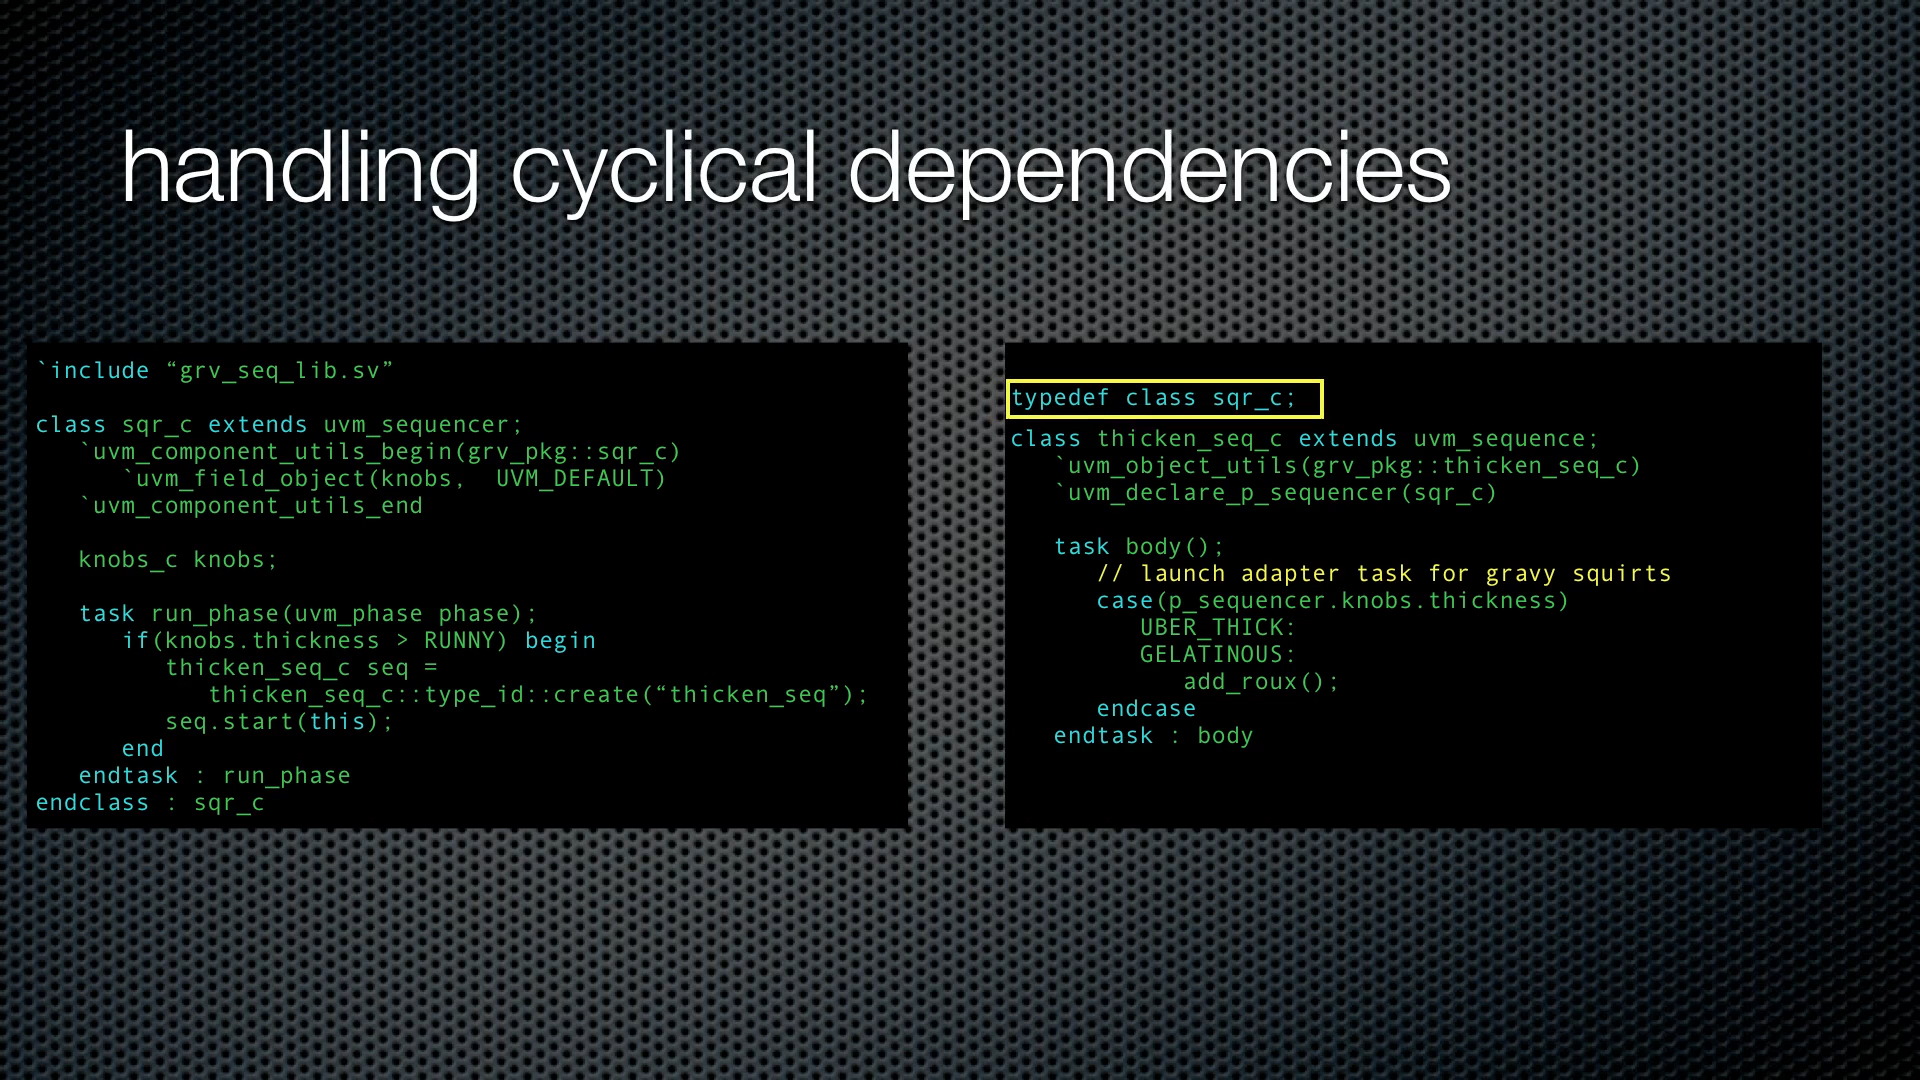 handling cyclical dependencies
`include “grv_seq_lib.sv”
class sqr_c extends uvm_sequencer;
`uvm_component_utils_begin(grv_pkg::sqr_c)
`uvm_field_object(knobs,  UVM_DEFAULT)
`uvm_component_utils_end
knobs_c knobs;
task run_phase(uvm_phase phase);
if(knobs.thickness > RUNNY) begin
thicken_seq_c seq =
thicken_seq_c::type_id::create(“thicken_seq”);
seq.start(this);
end
endtask : run_phase
endclass : sqr_c
typedef class sqr_c;
class thicken_seq_c extends uvm_sequence;
`uvm_object_utils(grv_pkg::thicken_seq_c)
`uvm_declare_p_sequencer(sqr_c)
task body();
// launch adapter task for gravy squirts
case(p_sequencer.knobs.thickness)
UBER_THICK:
GELATINOUS:
add_roux();
endcase
endtask : body